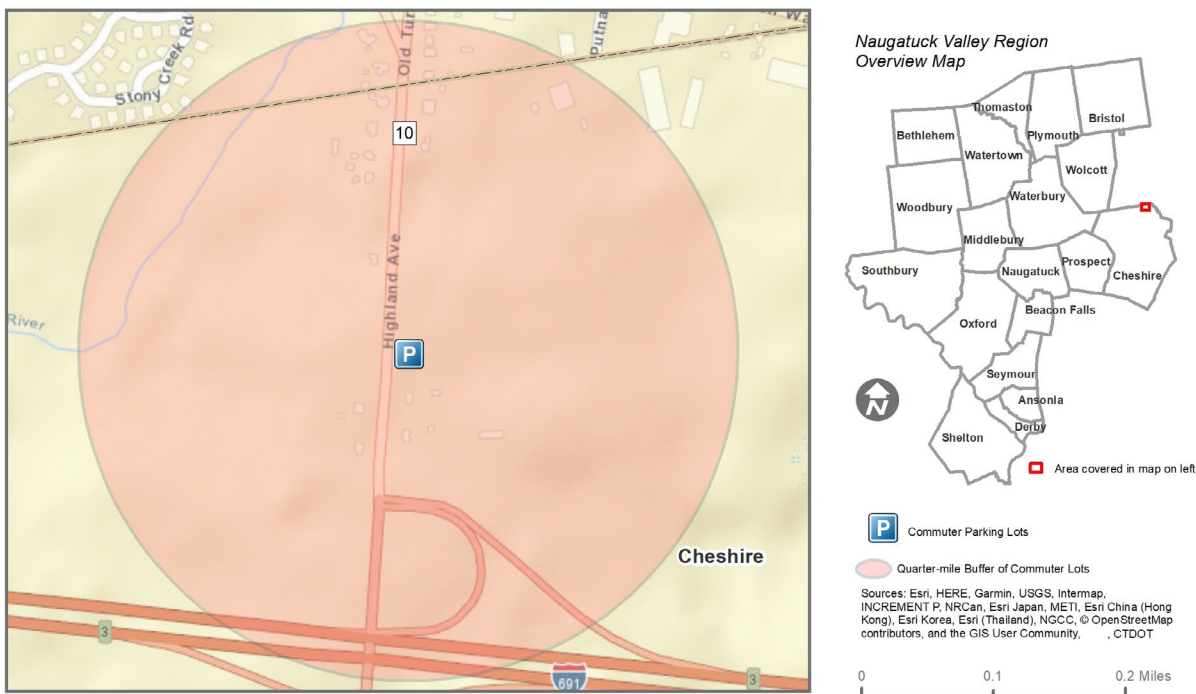 Old Tur
Putna
Stony Creek Rd
10
Highland Ave
River
P
Cheshire
3
691
3
Naugatuck Valley Region
Overview Map
Thomaston
Bristol
Bethlehem
Plymouth
Watertown
Wolcott
Waterbury
Woodbury
Middlebury
Prospect
Southbury
Naugatuck
Cheshire
Beacon Falls
Oxford
Seymour
N
Ansonia
Derby
Shelton
Area covered in map on left
P
Commuter Parking Lots
Quarter-mile Buffer of Commuter Lots
Sources: Esri, HERE, Garmin, USGS, Intermap,
INCREMENT P, NRCan, Esri Japan, METI, Esri China (Hong
Kong), Esri Korea, Esri (Thailand), NGCC, © OpenStreetMap
contributors, and the GIS User Community, , CTDOT
0 0.1 0.2 Miles